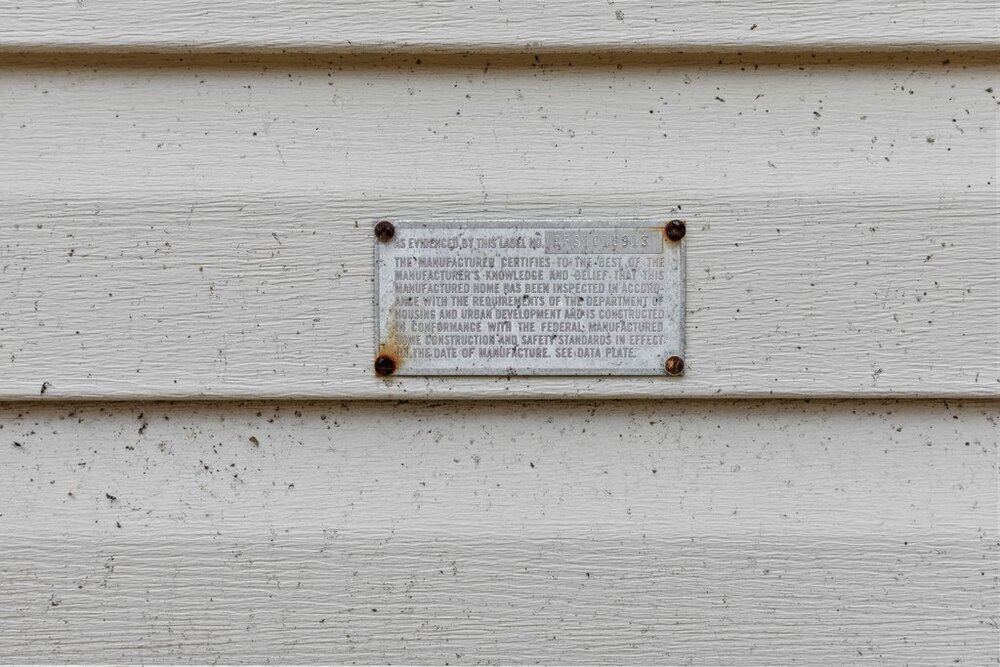 AS EVIDENCED BY THIS LABEL NO.
THE MANUFACTURED CERTIFIES TO THE BEST OF THE
MANUFACTURER'S KNOWLEDGE AND BELIEF THAT THIS
MANUFACTURED HOME HAS BEEN INSPECTED IN ACCORD-
ANCE WITH THE REQUIREMENTS OF THE DEPARTMENT OF
HOUSING AND URBAN DEVELOPMENT AND IS CONSTRUCTED
IN CONFORMANCE WITH THE FEDERAL MANUFACTURED
HOME CONSTRUCTION AND SAFETY STANDARDS IN EFFECT
ON THE DATE OF MANUFACTURE. SEE DATA PLATE.